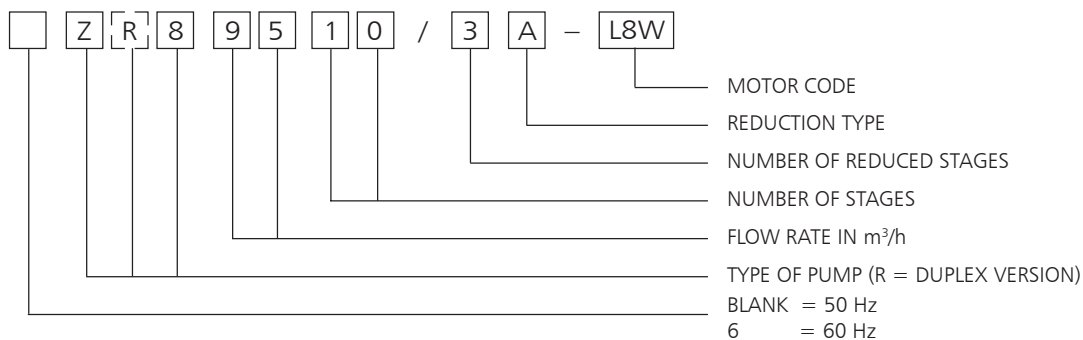 Z R 8 9 5 1 0 / 3 A – L8W
MOTOR CODE
REDUCTION TYPE
NUMBER OF REDUCED STAGES
NUMBER OF STAGES
FLOW RATE IN m³/h
TYPE OF PUMP (R = DUPLEX VERSION)
BLANK = 50 Hz
6 = 60 Hz